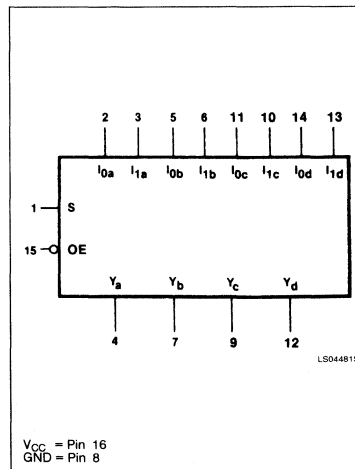 2 3 5 6 11 10 14 13
I0a I1a I0b I1b I0c I1c I0d I1d
1 S
15 OE
Ya Yb Yc Yd
4 7 9 12
LS04481S
VCC = Pin 16
GND = Pin 8